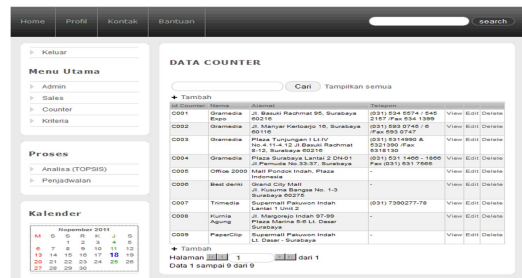 Home Profil Kontak Bantuan search
Keluar
Menu Utama
Admin
Sales
Counter
Kriteria
Proses
Analisa (TOPSIS)
Penjadwalan
Kalender
Nopember 2011
M S S R K J S
1 2 3 4 5
6 7 8 9 10 11 12
13 14 15 16 17 18 19
20 21 22 23 24 25 26
27 28 29 30
DATA COUNTER
Cari Tampilkan semua
+ Tambah
id Counter Nama Alamat Telepon
C001 Gramedia Jl. Basuki Rachmat 95, Surabaya (031) 534 5574 / 545 View Edit Delete
Expo 60216 2157 /Fax 534 1399
C002 Gramedia Jl. Manyar Kertoarjo 16, Surabaya (031) 593 0746 / 6 View Edit Delete
60116 /Fax 593 0747
C003 Gramedia Plaza Tunjungan I Lt IV (031) 5314990 & View Edit Delete
No.4.11-4.12 Jl.Basuki Rachmat 5321390 /Fax
8-12, Surabaya 60216 5318130
C004 Gramedia Plaza Surabaya Lantai 2 DN-01 (031) 531 1466 - 1866 View Edit Delete
Jl Pemuda No.33-37, Surabaya Fax (031) 531 7666
C005 Office 2000 Mall Pondok Indah, Plaza - View Edit Delete
Indonesia
C006 Best denki Grand City Mall - View Edit Delete
Jl. Kusuma Bangsa No. 1-3
Surabaya 60276
C007 Trimedia Supermall Pakuwon Indah (031) 7390277-78 View Edit Delete
Lantai 1 Unit 2
C008 Kurnia Jl. Margorejo Indah 97-99 - View Edit Delete
Agung Plaza Marina 5-6 Lt. Dasar
Surabaya
C009 PaperClip Supermall Pakuwon Indah - View Edit Delete
Lt. Dasar - Surabaya
+ Tambah
Halaman 1 dari 1
Data 1 sampai 9 dari 9